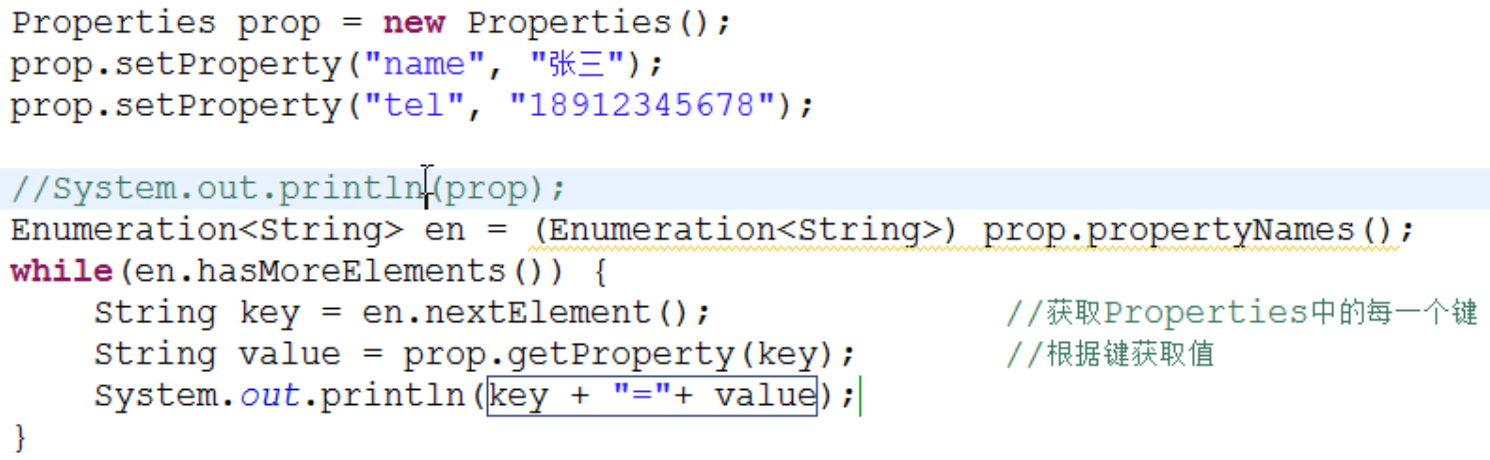 Properties prop = new Properties();
prop.setProperty("name", "张三");
prop.setProperty("tel", "18912345678");
//System.out.println(prop);
Enumeration<String> en = (Enumeration<String>) prop.propertyNames();
while(en.hasMoreElements()) {
String key = en.nextElement(); //获取Properties中的每一个键
String value = prop.getProperty(key); //根据键获取值
System.out.println(key + "="+ value);
}